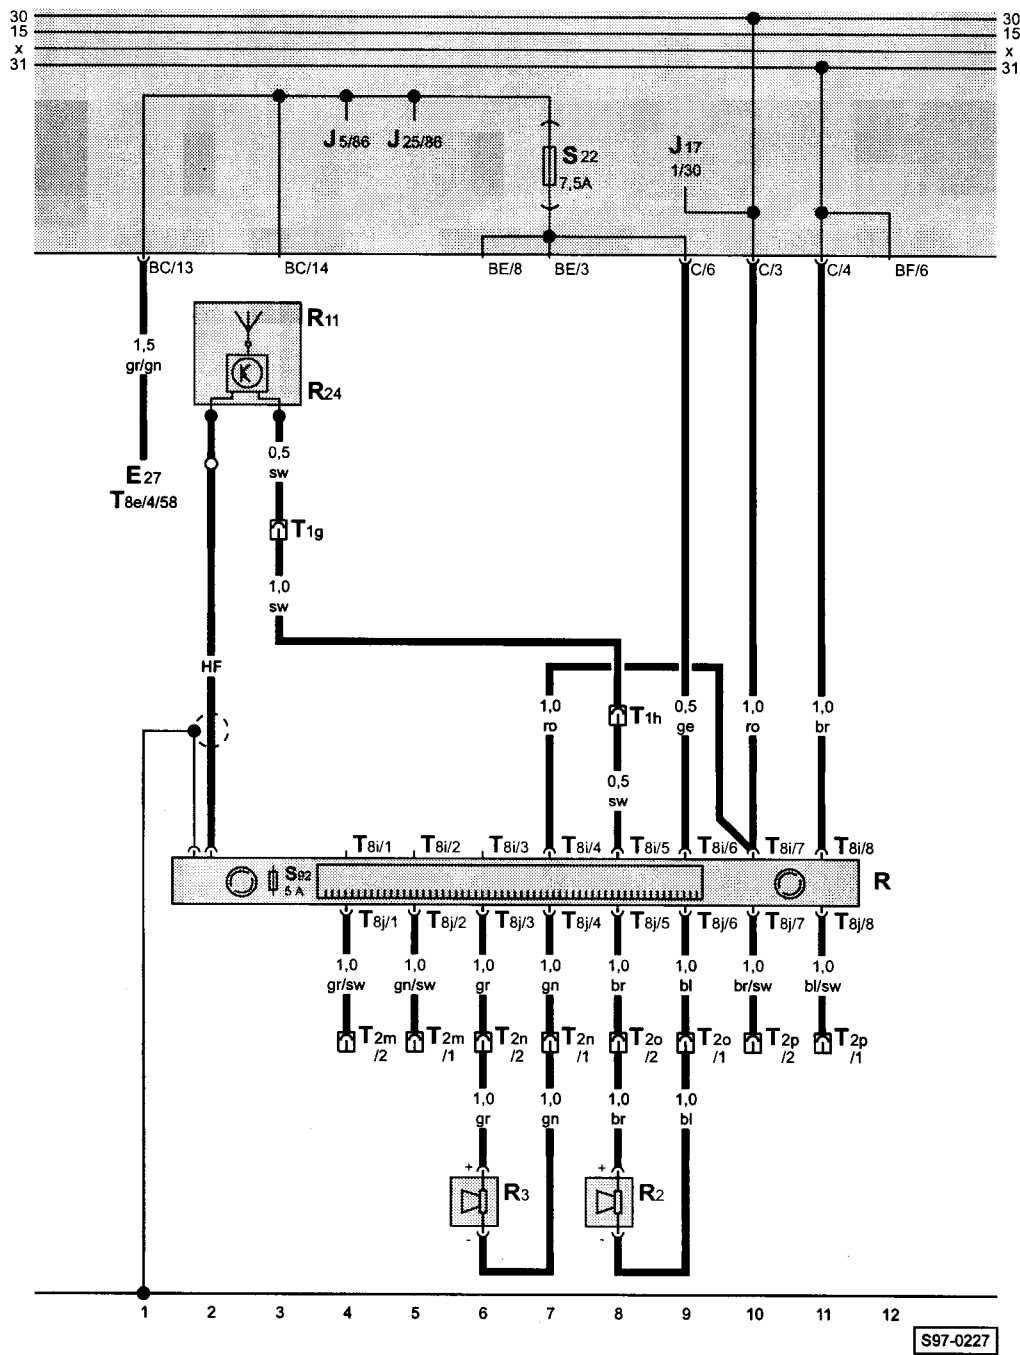 30 30
15 15
x x
31 31
J5/86 J25/86 S22 J17
7,5A 1/30
BC/13 BC/14 BE/8 BE/3 C/6 C/3 C/4 BF/6
R11
1,5
gr/gn
R24
0,5
sw
E27
T8e/4/58
T1g
1,0
sw
HF
1,0 0,5 1,0 1,0
ro T1h ge ro br
0,5
sw
T8i/1 T8i/2 T8i/3 T8i/4 T8i/5 T8i/6 T8i/7 T8i/8
S92 R
5 A
T8j/1 T8j/2 T8j/3 T8j/4 T8j/5 T8j/6 T8j/7 T8j/8
1,0 1,0 1,0 1,0 1,0 1,0 1,0 1,0
gr/sw gn/sw gr gn br bl br/sw bl/sw
T2m T2m T2n T2n T2o T2o T2p T2p
/2 /1 /2 /1 /2 /1 /2 /1
1,0 1,0 1,0 1,0
gr gn br bl
+ +
R3 R2
- -
1 2 3 4 5 6 7 8 9 10 11 12
S97-0227